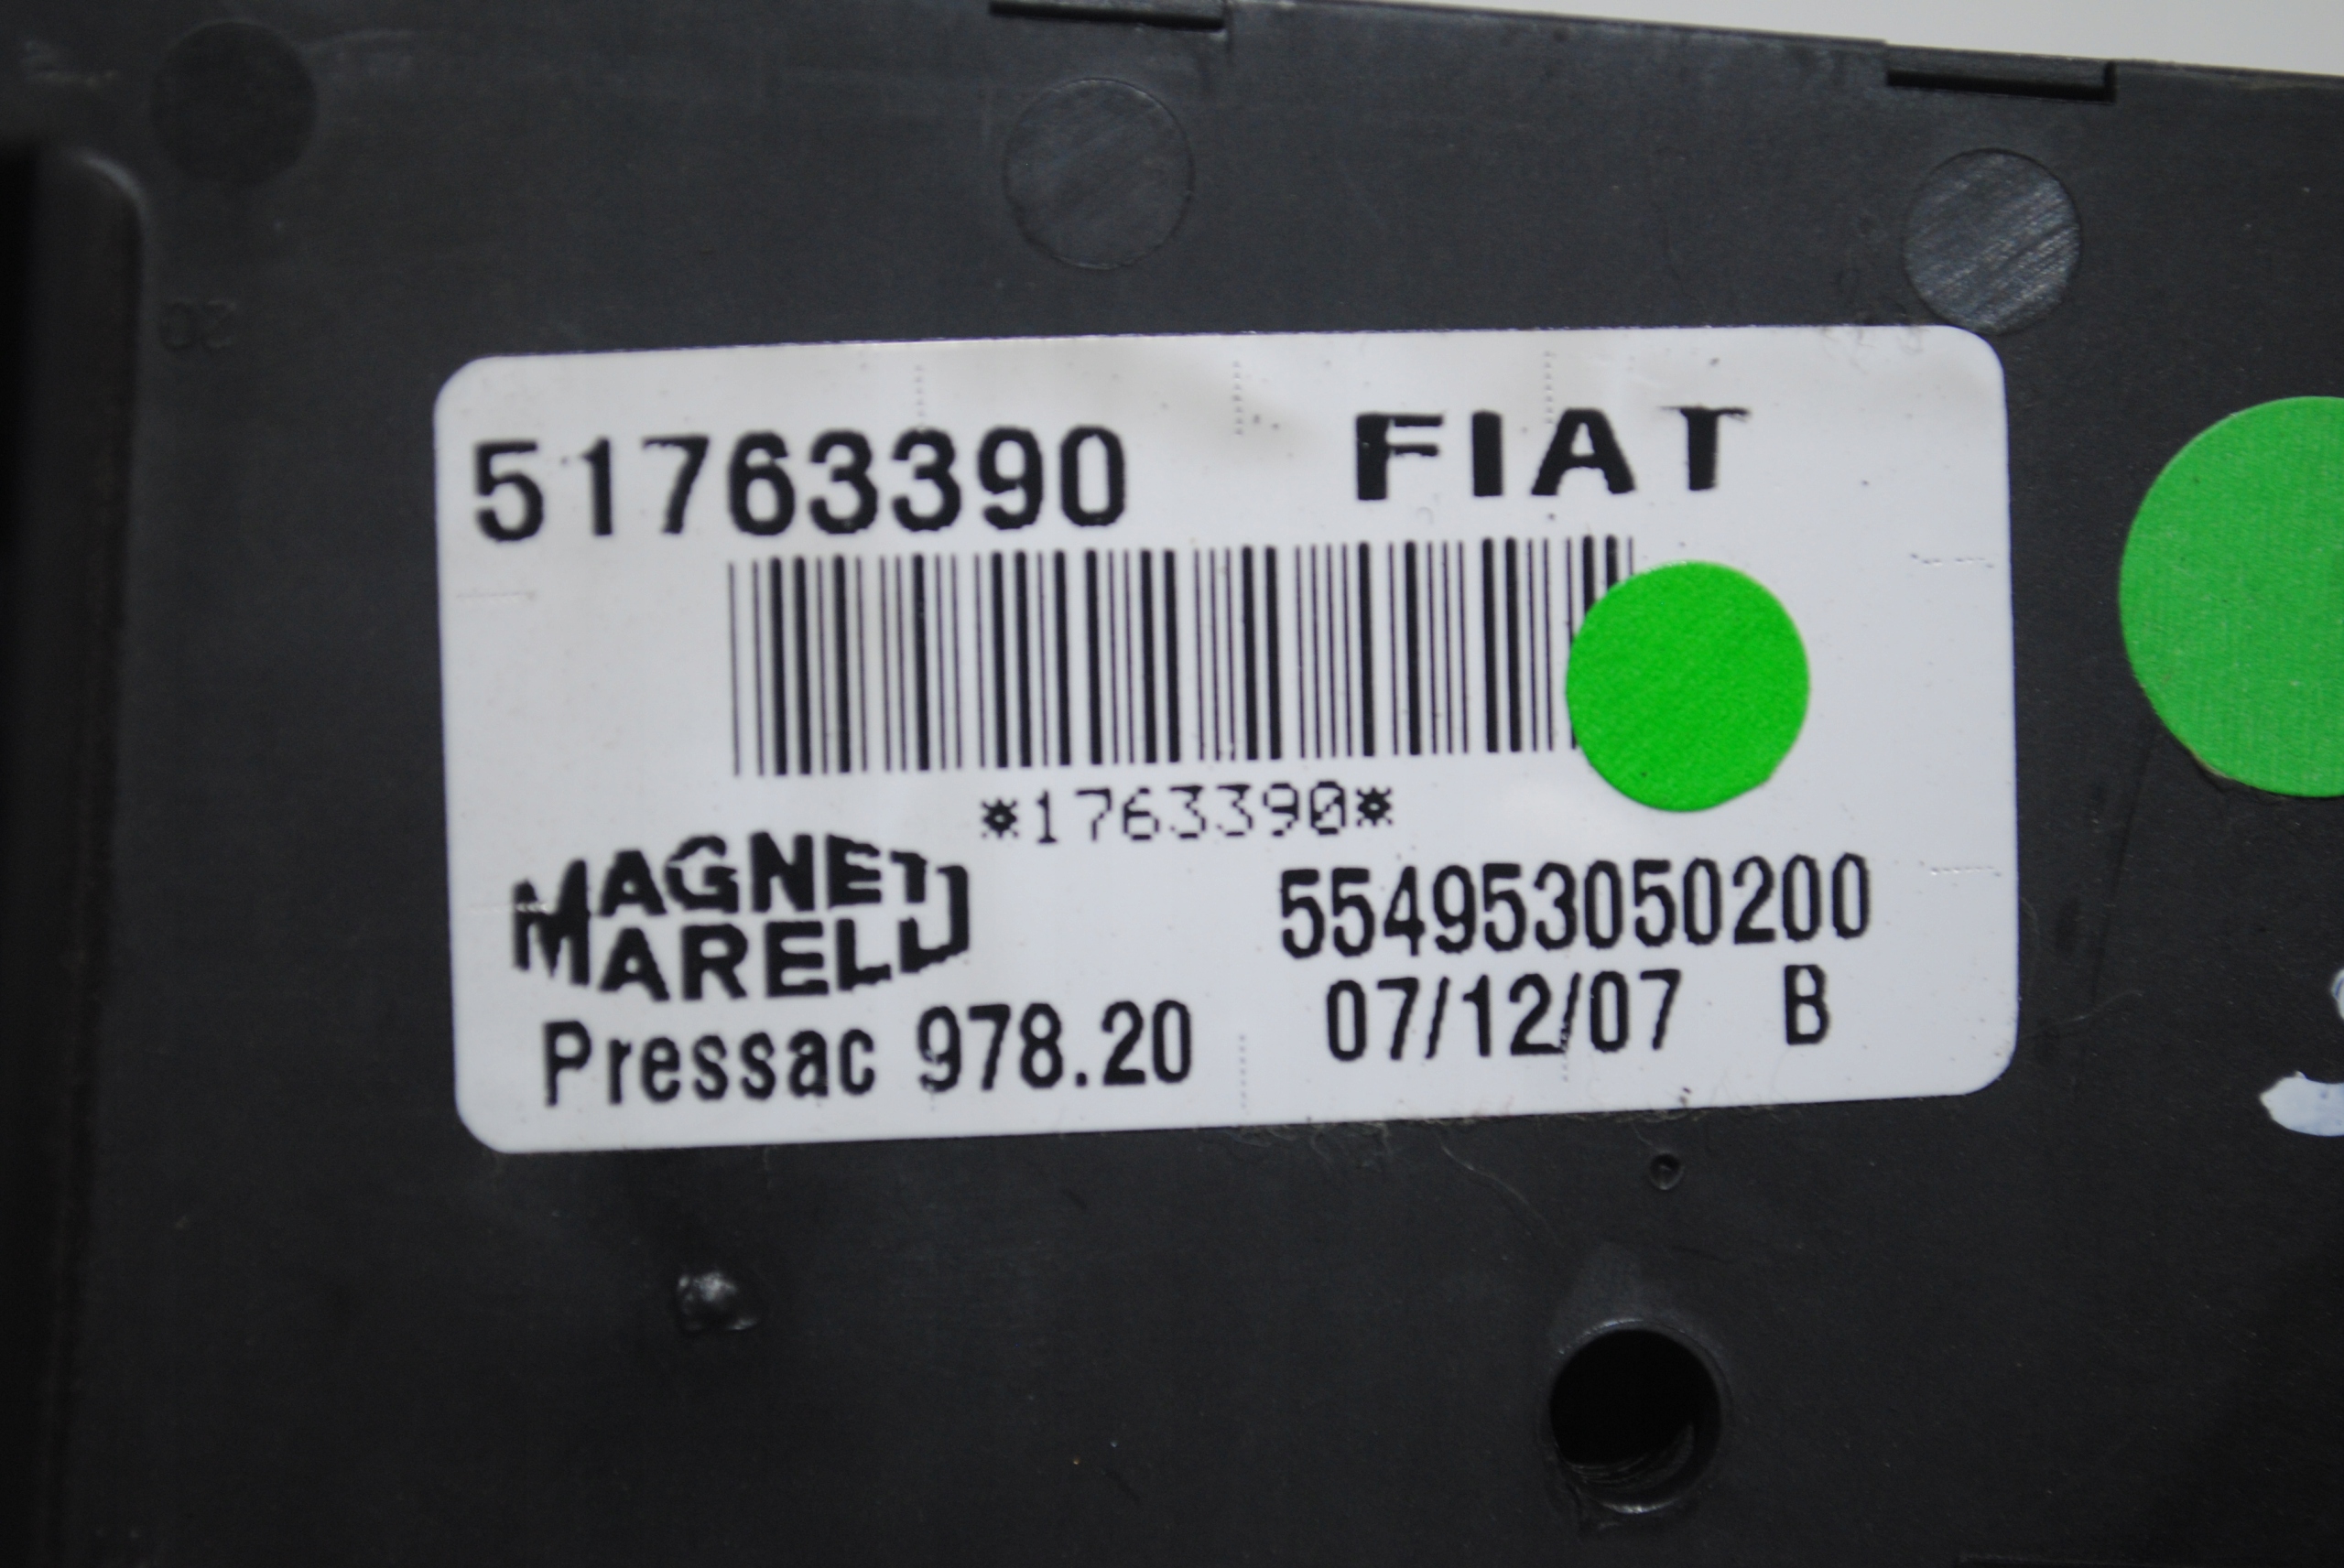 51763390 FIAT
*1763390*
MAGNETI
MARELLI
554953050200
Pressac 978.20
07/12/07 B